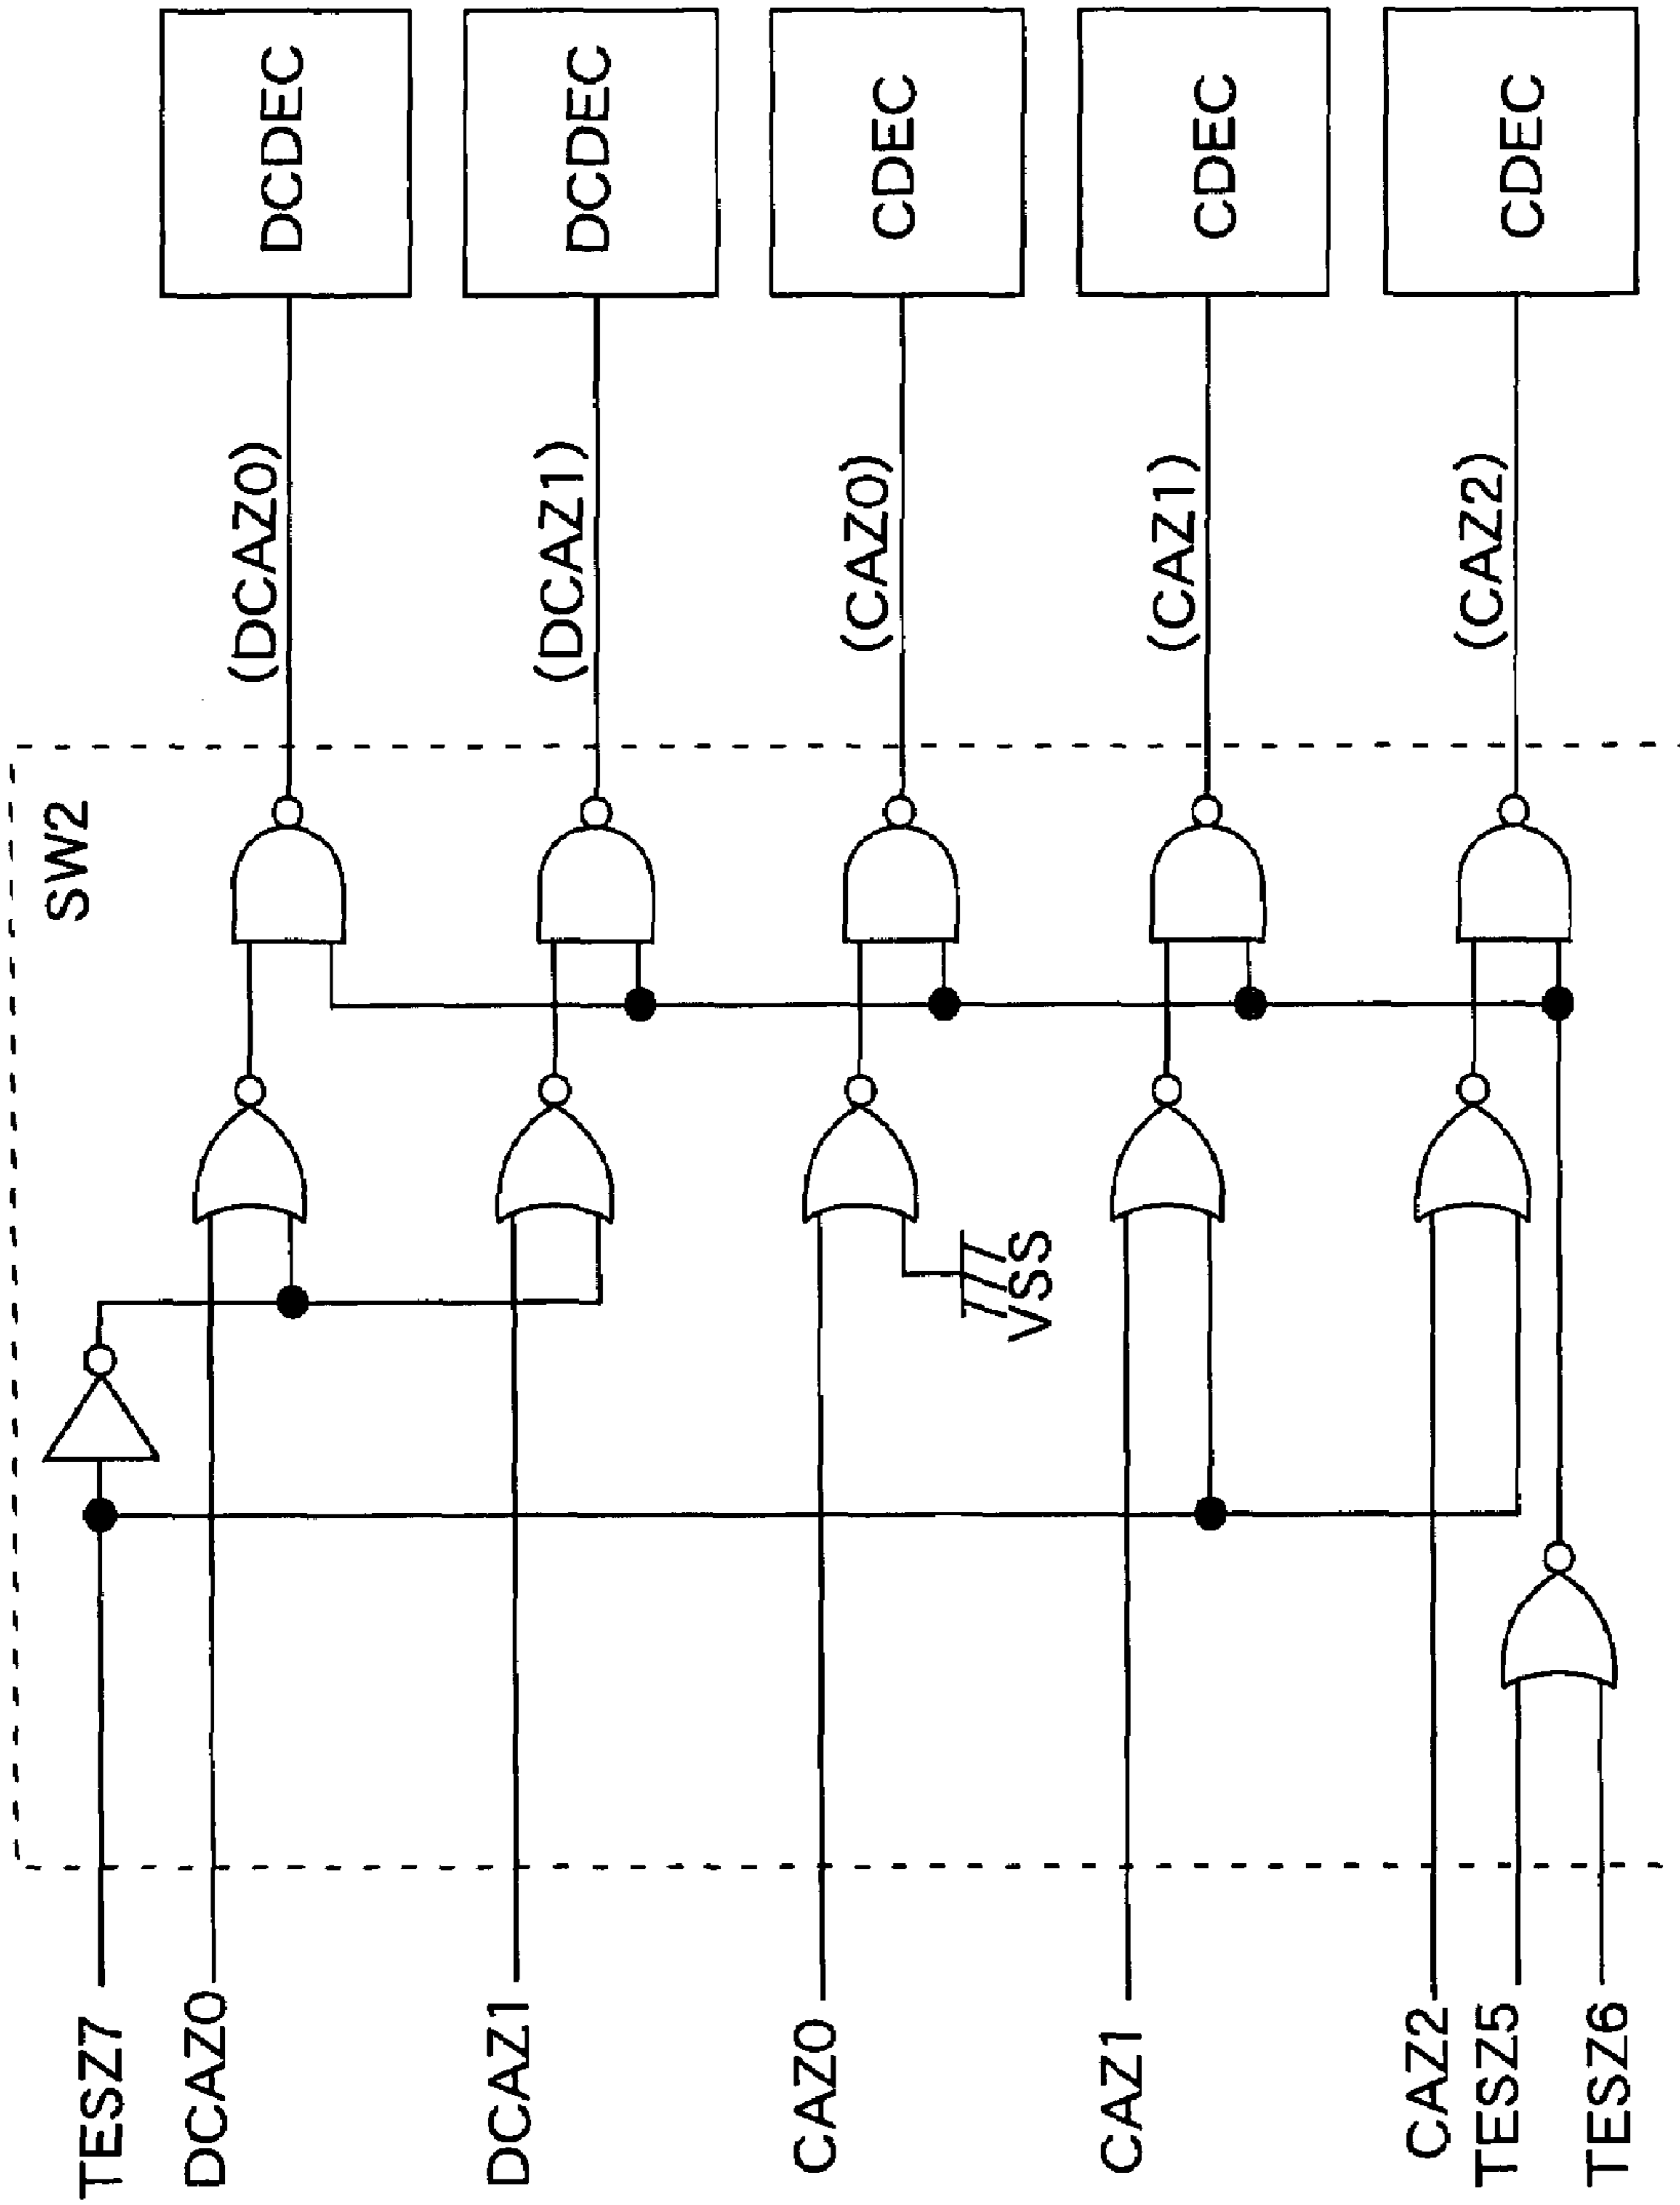 TESZ7
DCAZ0
DCAZ1
CAZ0
CAZ1
CAZ2
TESZ5
TESZ6
VSS
SW2
(DCAZ0)
(DCAZ1)
(CAZ0)
(CAZ1)
(CAZ2)
DCDEC
DCDEC
CDEC
CDEC
CDEC